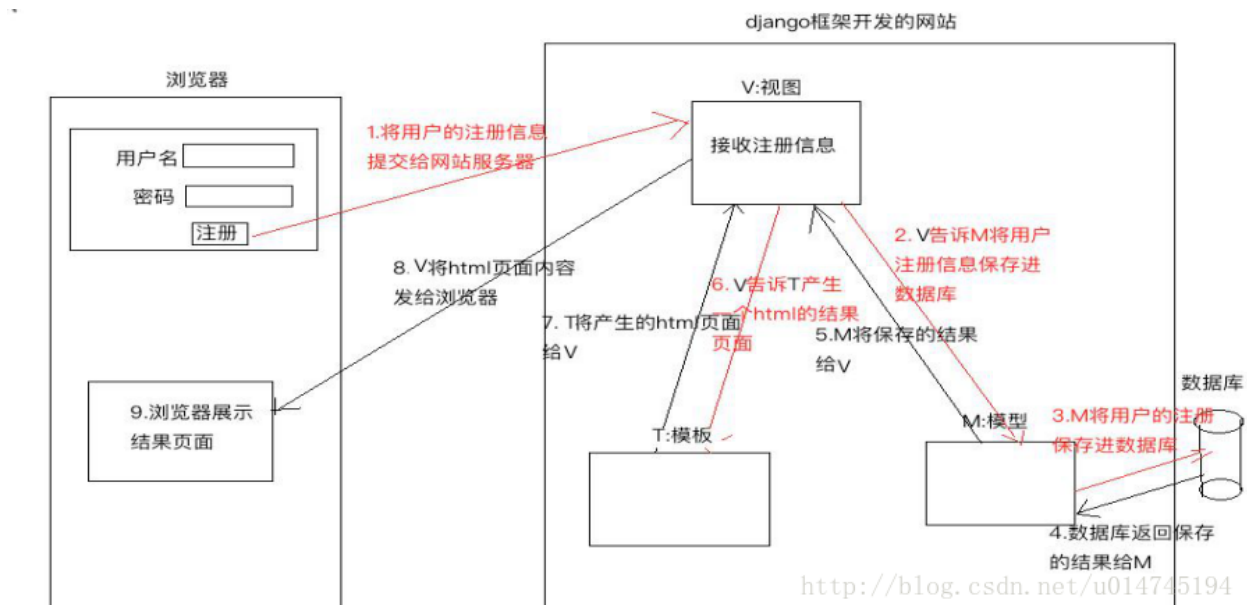 django框架开发的网站
浏览器
V:视图
用户名
密码
注册
1.将用户的注册信息
提交给网站服务器
接收注册信息
2. V告诉M将用户
注册信息保存进
数据库
8. V将html页面内容
发给浏览器
6. V告诉T产生
一个html的结果
页面
7. T将产生的html页面
给V
5.M将保存的结果
给V
9.浏览器展示
结果页面
T:模板
M:模型
数据库
3.M将用户的注册
保存进数据库
4.数据库返回保存
的结果给M
http://blog.csdn.net/u014745194